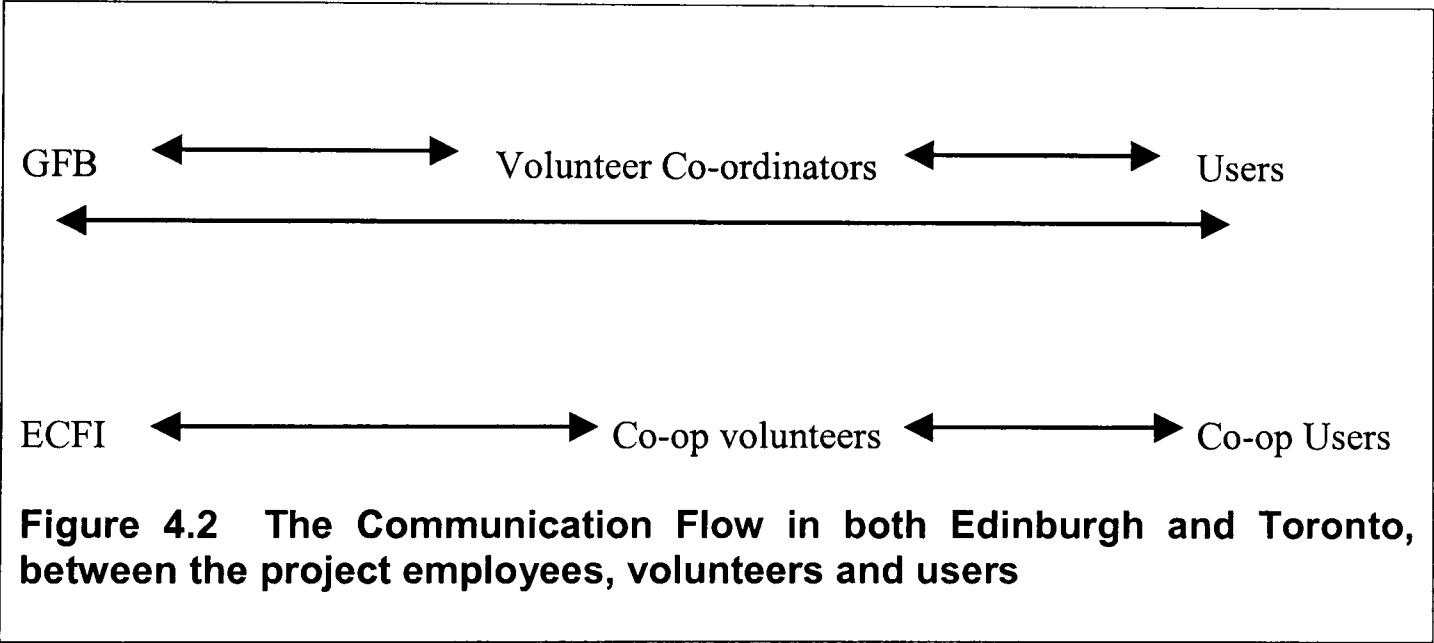 GFB Volunteer Co-ordinators Users
ECFI Co-op volunteers Co-op Users
Figure 4.2 The Communication Flow in both Edinburgh and Toronto,
between the project employees, volunteers and users